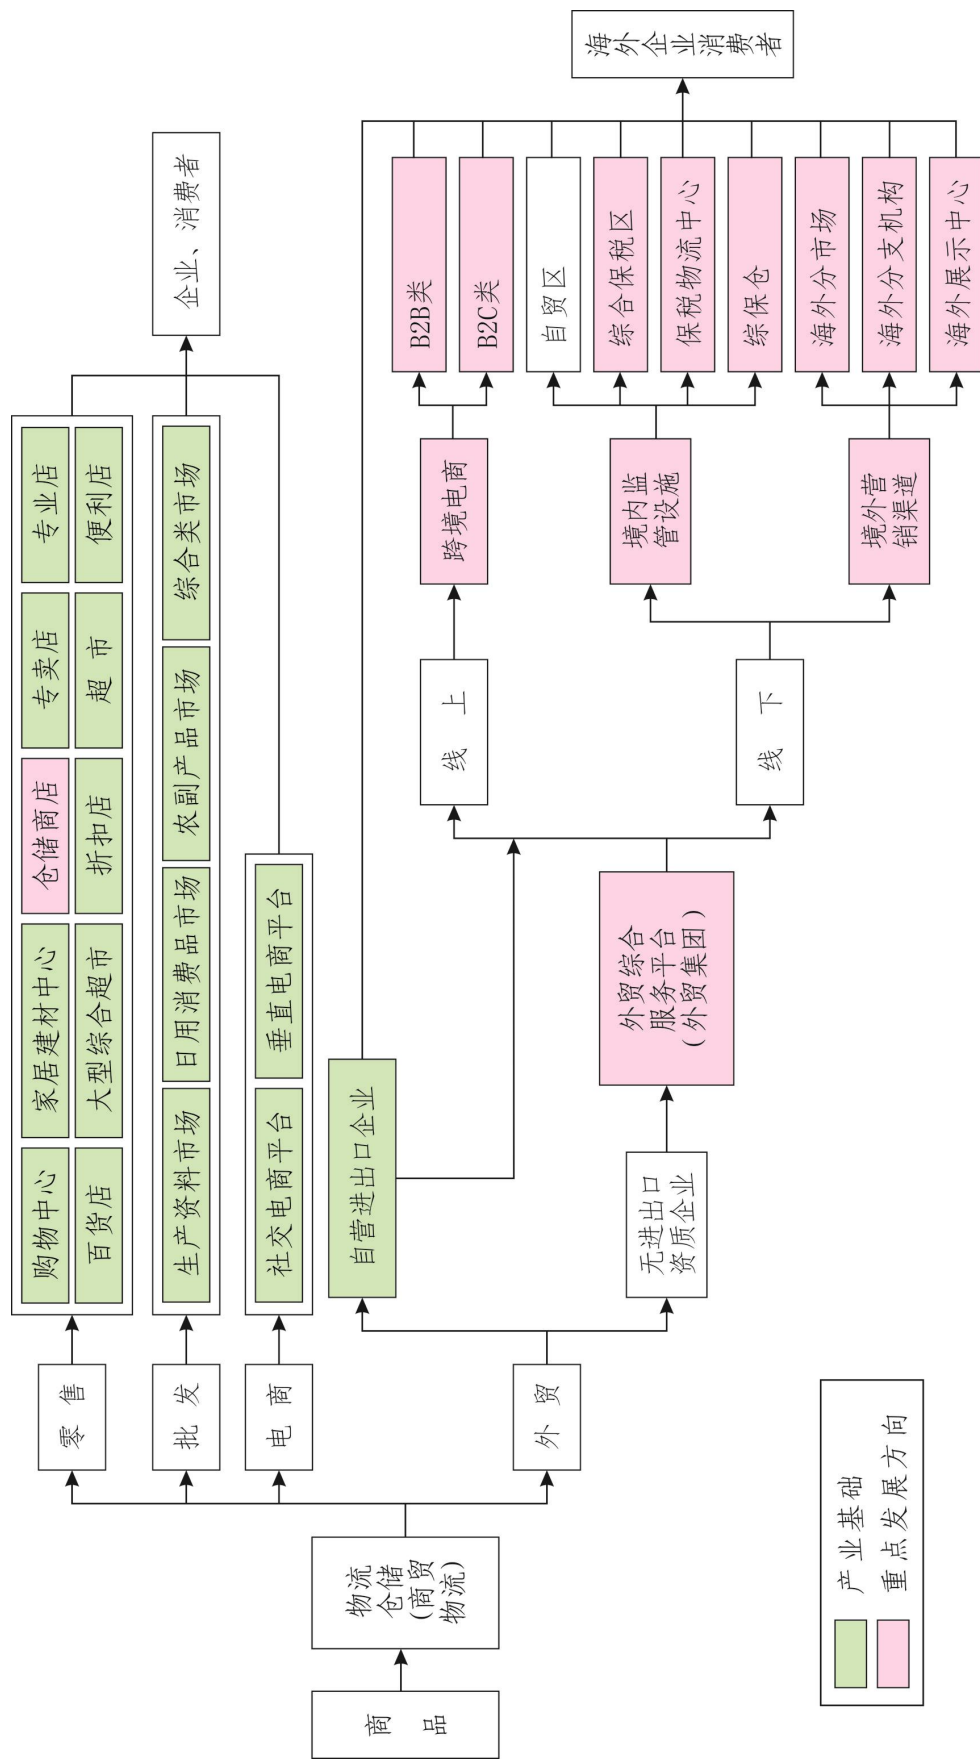 商品
物流
仓储
(商贸
物流)
零售
批发
电商
外贸
购物中心
家居建材中心
仓储商店
专卖店
专业店
百货店
大型综合超市
折扣店
超市
便利店
生产资料市场
日用消费品市场
农副产品市场
综合类市场
社交电商平台
垂直电商平台
企业、消费者
自营进出口企业
无进出口
资质企业
外贸综合
服务平台
(外贸集团)
线上
线下
跨境电商
境内监
管设施
境外营
销渠道
B2B类
B2C类
自贸区
综合保税区
保税物流中心
综保仓
海外分市场
海外分支机构
海外展示中心
海外
企业
消费者
产业基础
重点发展方向